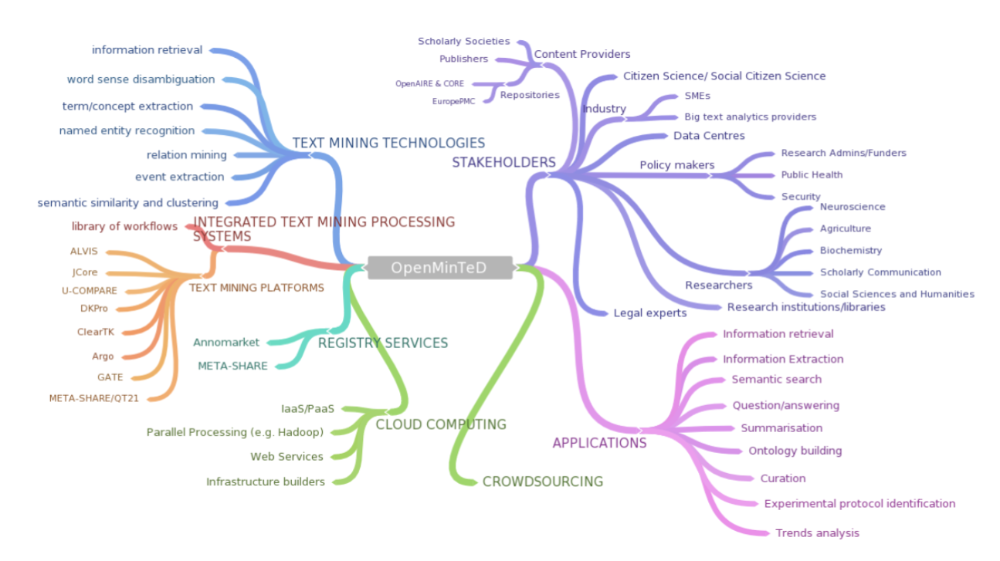 OpenMinTeD
TEXT MINING TECHNOLOGIES
information retrieval
word sense disambiguation
term/concept extraction
named entity recognition
relation mining
event extraction
semantic similarity and clustering
INTEGRATED TEXT MINING PROCESSING
SYSTEMS
library of workflows
TEXT MINING PLATFORMS
ALVIS
JCore
U-COMPARE
DKPro
ClearTK
Argo
GATE
META-SHARE/QT21
REGISTRY SERVICES
Annomarket
META-SHARE
CLOUD COMPUTING
IaaS/PaaS
Parallel Processing (e.g. Hadoop)
Web Services
Infrastructure builders
STAKEHOLDERS
Content Providers
Scholarly Societies
Publishers
Repositories
OpenAIRE & CORE
EuropePMC
Citizen Science/ Social Citizen Science
Industry
SMEs
Big text analytics providers
Data Centres
Policy makers
Research Admins/Funders
Public Health
Security
Researchers
Neuroscience
Agriculture
Biochemistry
Scholarly Communication
Social Sciences and Humanities
Research institutions/libraries
Legal experts
APPLICATIONS
Information retrieval
Information Extraction
Semantic search
Question/answering
Summarisation
Ontology building
Curation
Experimental protocol identification
Trends analysis
CROWDSOURCING